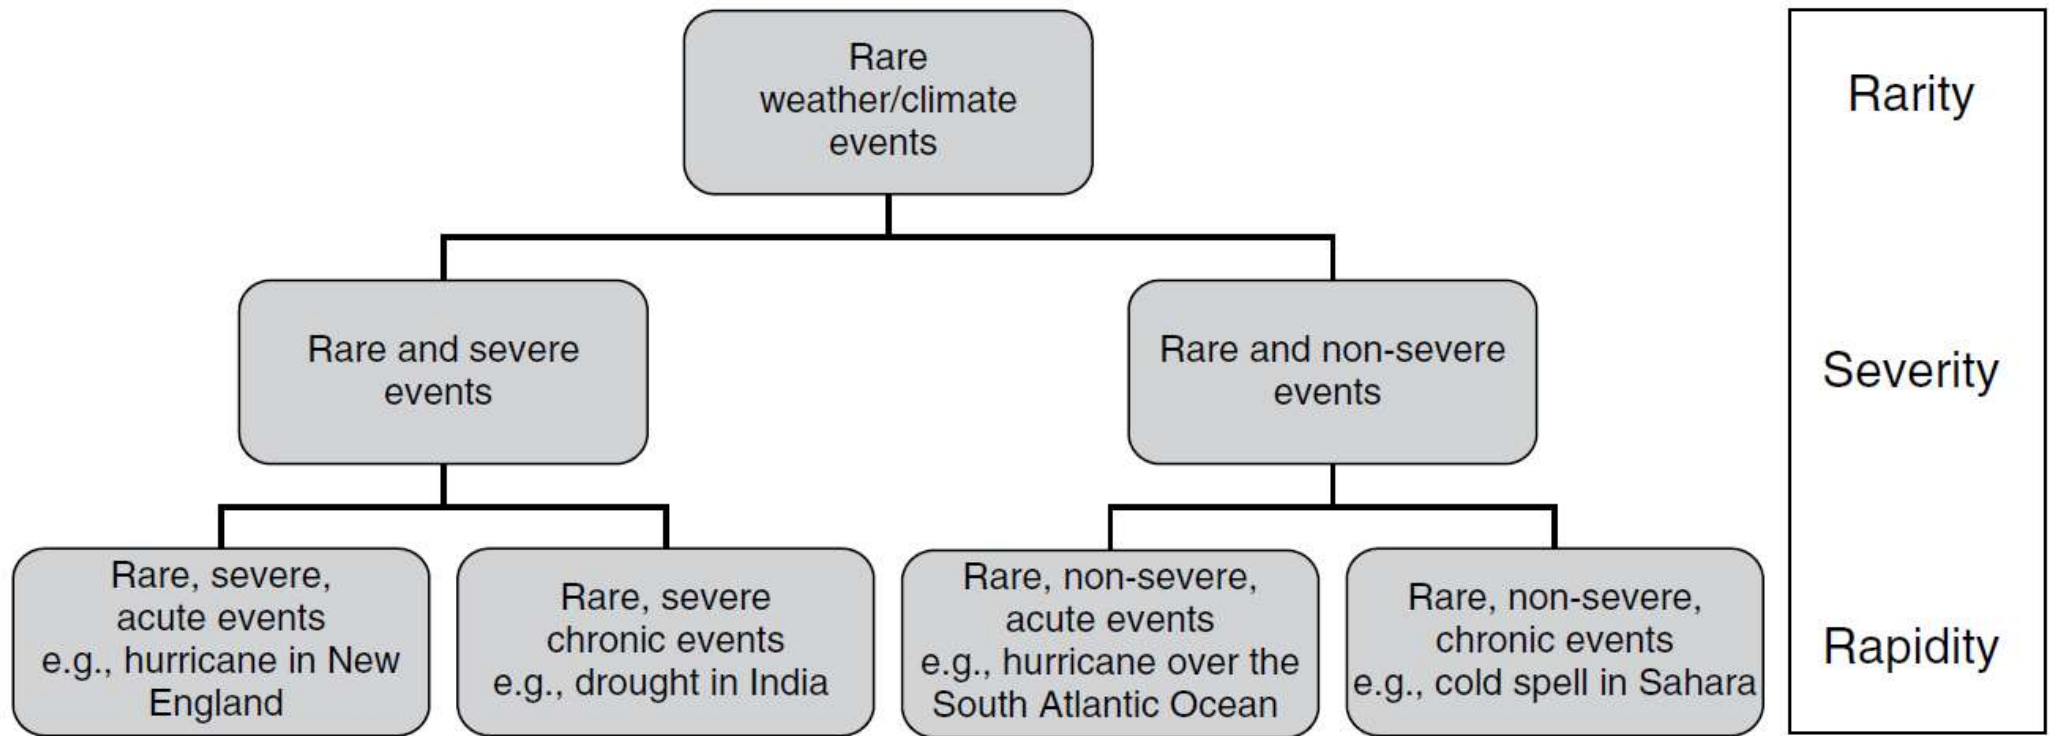 Rare
weather/climate
events
Rarity
Rare and severe
events
Rare and non-severe
events
Severity
Rare, severe,
acute events
e.g., hurricane in New
England
Rare, severe
chronic events
e.g., drought in India
Rare, non-severe,
acute events
e.g., hurricane over the
South Atlantic Ocean
Rare, non-severe,
chronic events
e.g., cold spell in Sahara
Rapidity